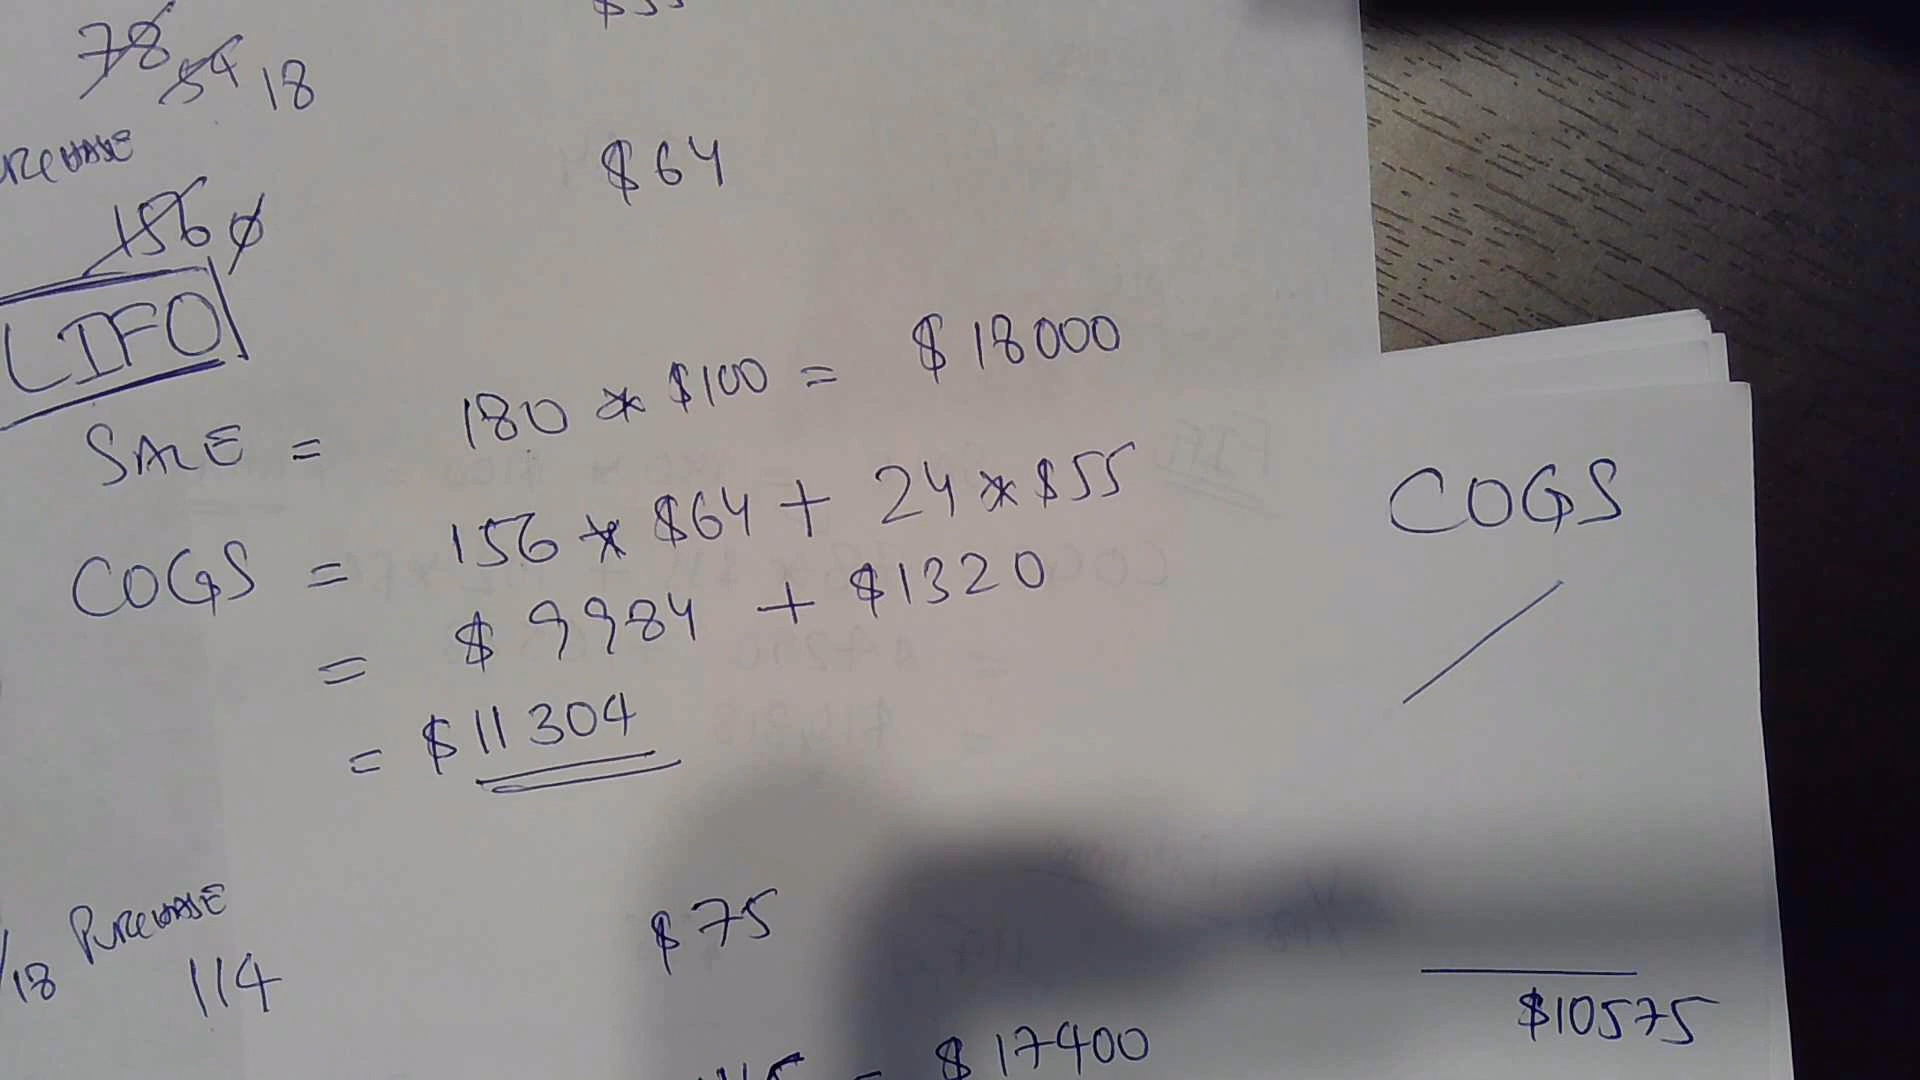 $55
78 54 18
$64
156 0
LIFO
SALE = 180 * $100 = $18000
COGS = 156 * $64 + 24 * $55
= $9984 + $1320
= $11304
COGS
PURCHASE $75
/18 114
$10575
= $17400